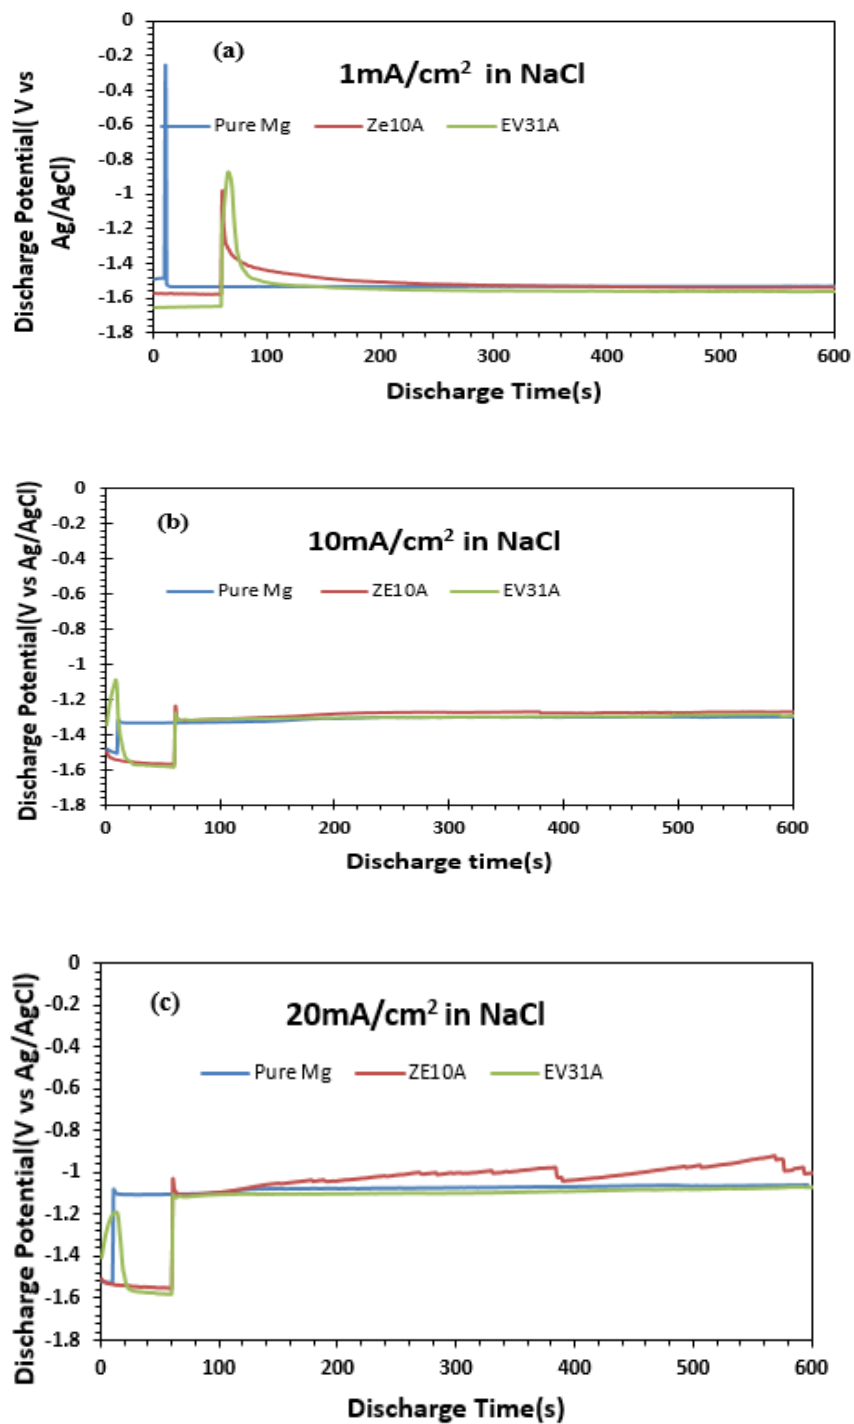 0
-0.2
-0.4
-0.6
-0.8
-1
-1.2
-1.4
-1.6
-1.8
Discharge Potential( V vs
Ag/AgCl)
(a)
1mA/cm² in NaCl
Pure Mg Ze10A EV31A
0 100 200 300 400 500 600
Discharge Time(s)
0
-0.2
-0.4
-0.6
-0.8
-1
-1.2
-1.4
-1.6
-1.8
Discharge Potential(V vs Ag/AgCl)
(b)
10mA/cm² in NaCl
Pure Mg ZE10A EV31A
0 100 200 300 400 500 600
Discharge time(s)
0
-0.2
-0.4
-0.6
-0.8
-1
-1.2
-1.4
-1.6
-1.8
Discharge Potential(V vs Ag/AgCl)
(c)
20mA/cm² in NaCl
Pure Mg ZE10A EV31A
0 100 200 300 400 500 600
Discharge Time(s)